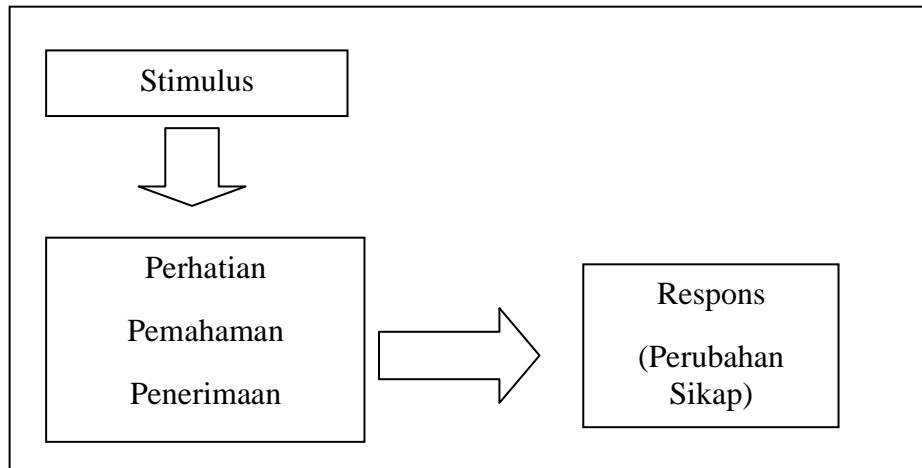 Stimulus
Perhatian
Pemahaman
Penerimaan
Respons
(Perubahan
Sikap)